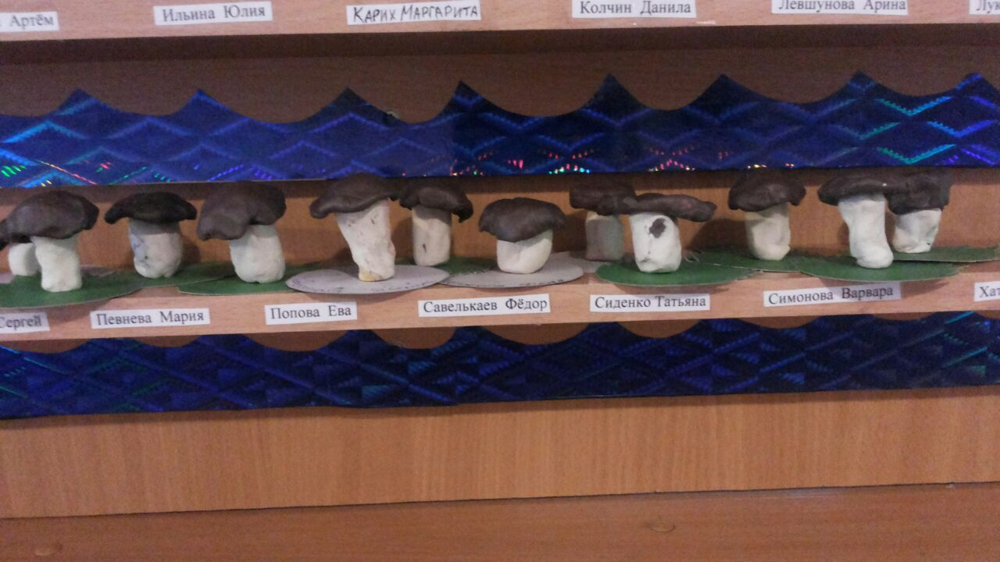 Артём
Ильина Юлия
Карих Маргарита
Колчин Данила
Левшунова Арина
Сергей
Певнева Мария
Попова Ева
Савелькаев Фёдор
Сиденко Татьяна
Симонова Варвара